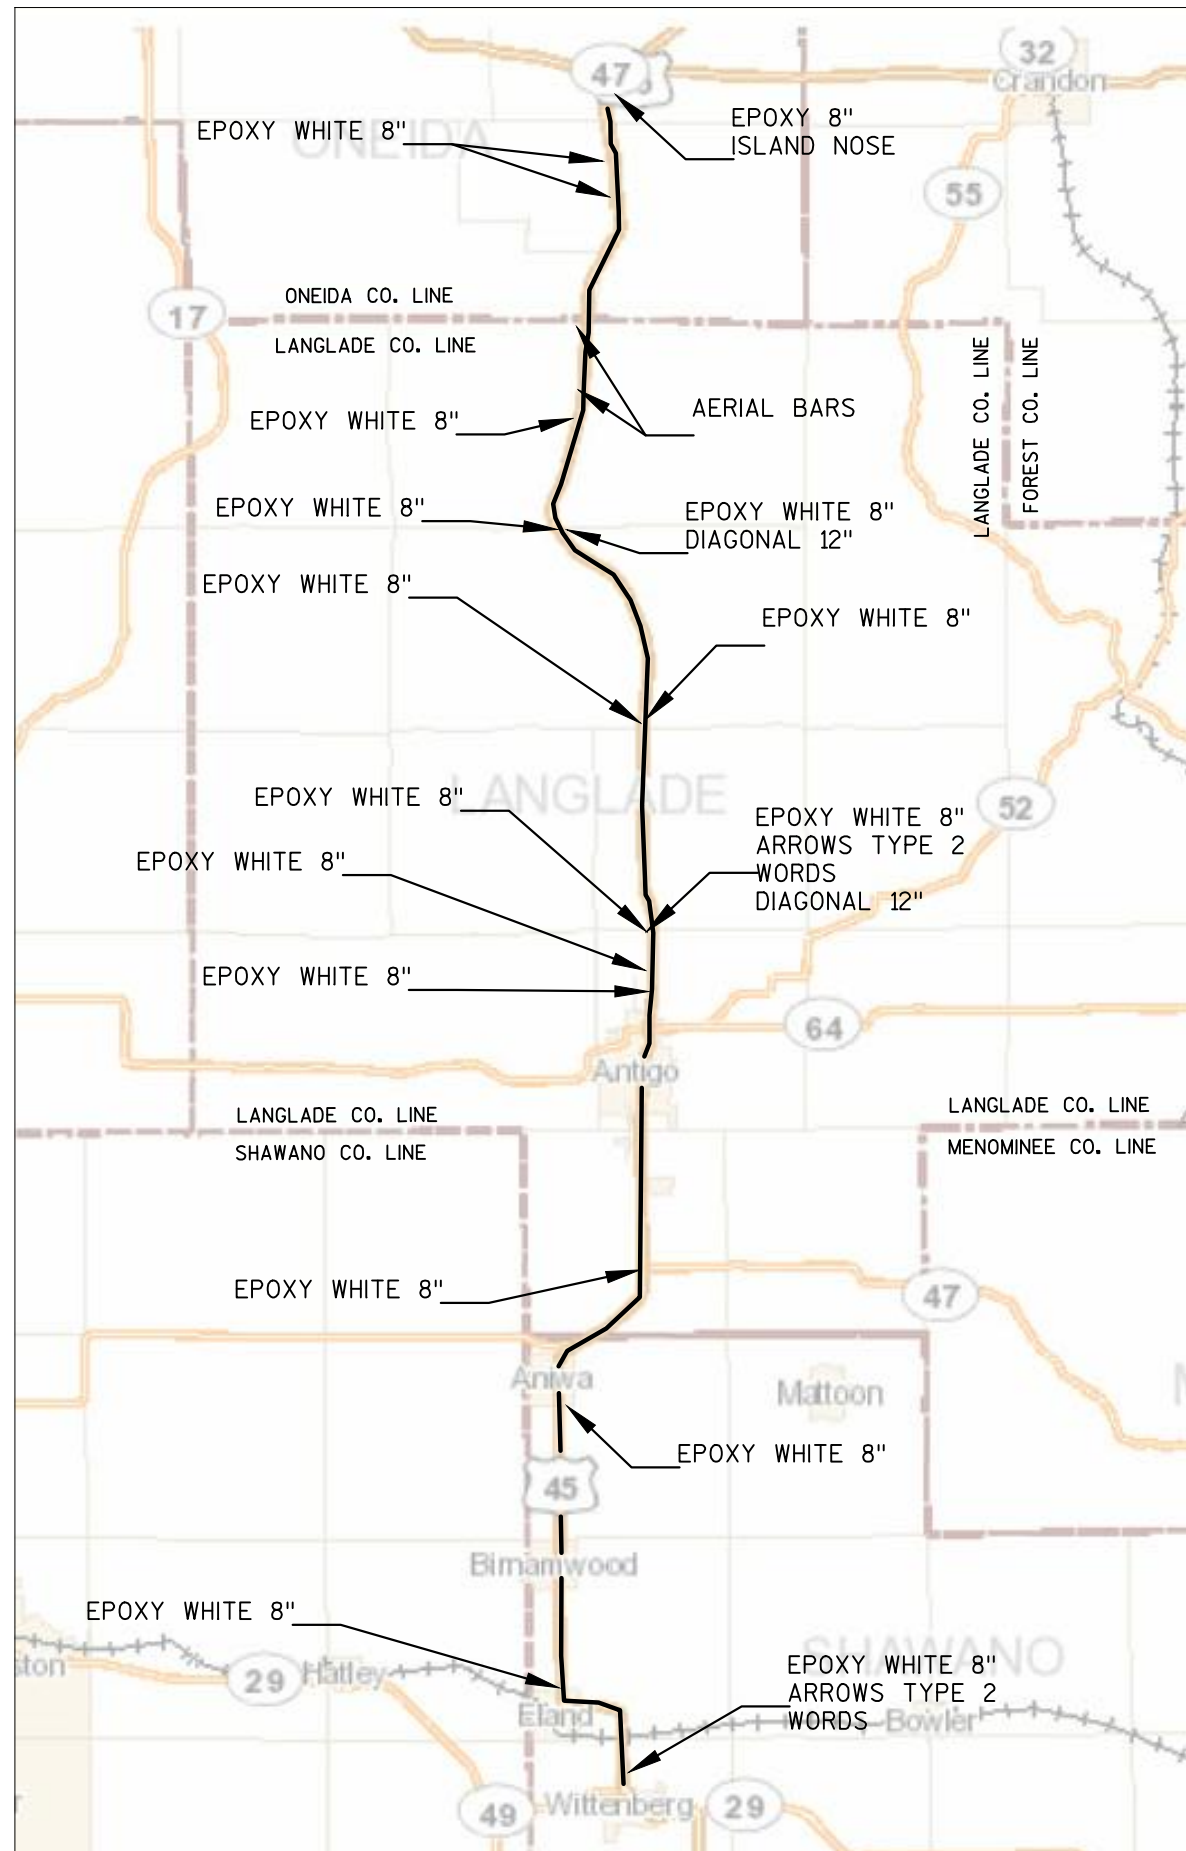 32
47
Crandon
EPOXY WHITE 8"
ONEIDA
EPOXY 8"
ISLAND NOSE
55
ONEIDA CO. LINE
17
LANGLADE CO. LINE
LANGLADE CO. LINE
FOREST CO. LINE
AERIAL BARS
EPOXY WHITE 8"
EPOXY WHITE 8"
EPOXY WHITE 8"
DIAGONAL 12"
EPOXY WHITE 8"
EPOXY WHITE 8"
EPOXY WHITE 8"
LANGLADE
52
EPOXY WHITE 8"
ARROWS TYPE 2
WORDS
DIAGONAL 12"
EPOXY WHITE 8"
EPOXY WHITE 8"
64
Antigo
LANGLADE CO. LINE
SHAWANO CO. LINE
LANGLADE CO. LINE
MENOMINEE CO. LINE
EPOXY WHITE 8"
47
Aniwa
Mattoon
EPOXY WHITE 8"
45
Birnamwood
EPOXY WHITE 8"
SHAWANO
ston
29
Hatley
EPOXY WHITE 8"
ARROWS TYPE 2
WORDS
Eland
Bowler
49
Wittenberg
29